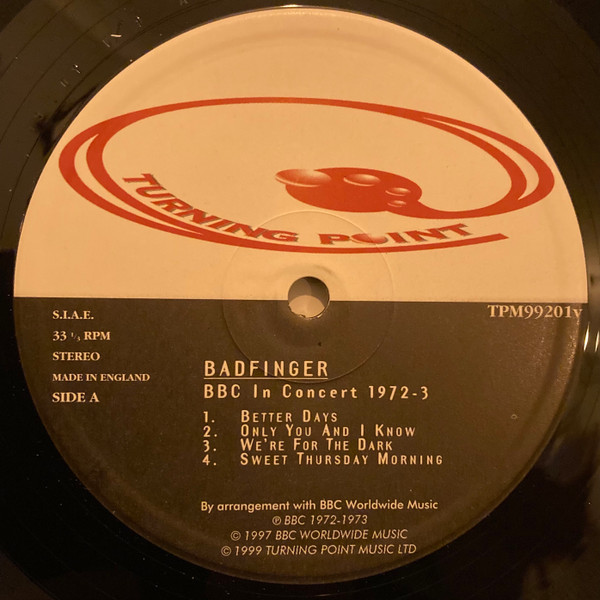 TURNING POINT
S.I.A.E.
33 1/3 RPM
STEREO
MADE IN ENGLAND
SIDE A
TPM99201v
BADFINGER
BBC In Concert 1972-3
1. Better Days
2. Only You And I Know
3. We're For The Dark
4. Sweet Thursday Morning
By arrangement with BBC Worldwide Music
℗ BBC 1972-1973
© 1997 BBC WORLDWIDE MUSIC
© 1999 TURNING POINT MUSIC LTD